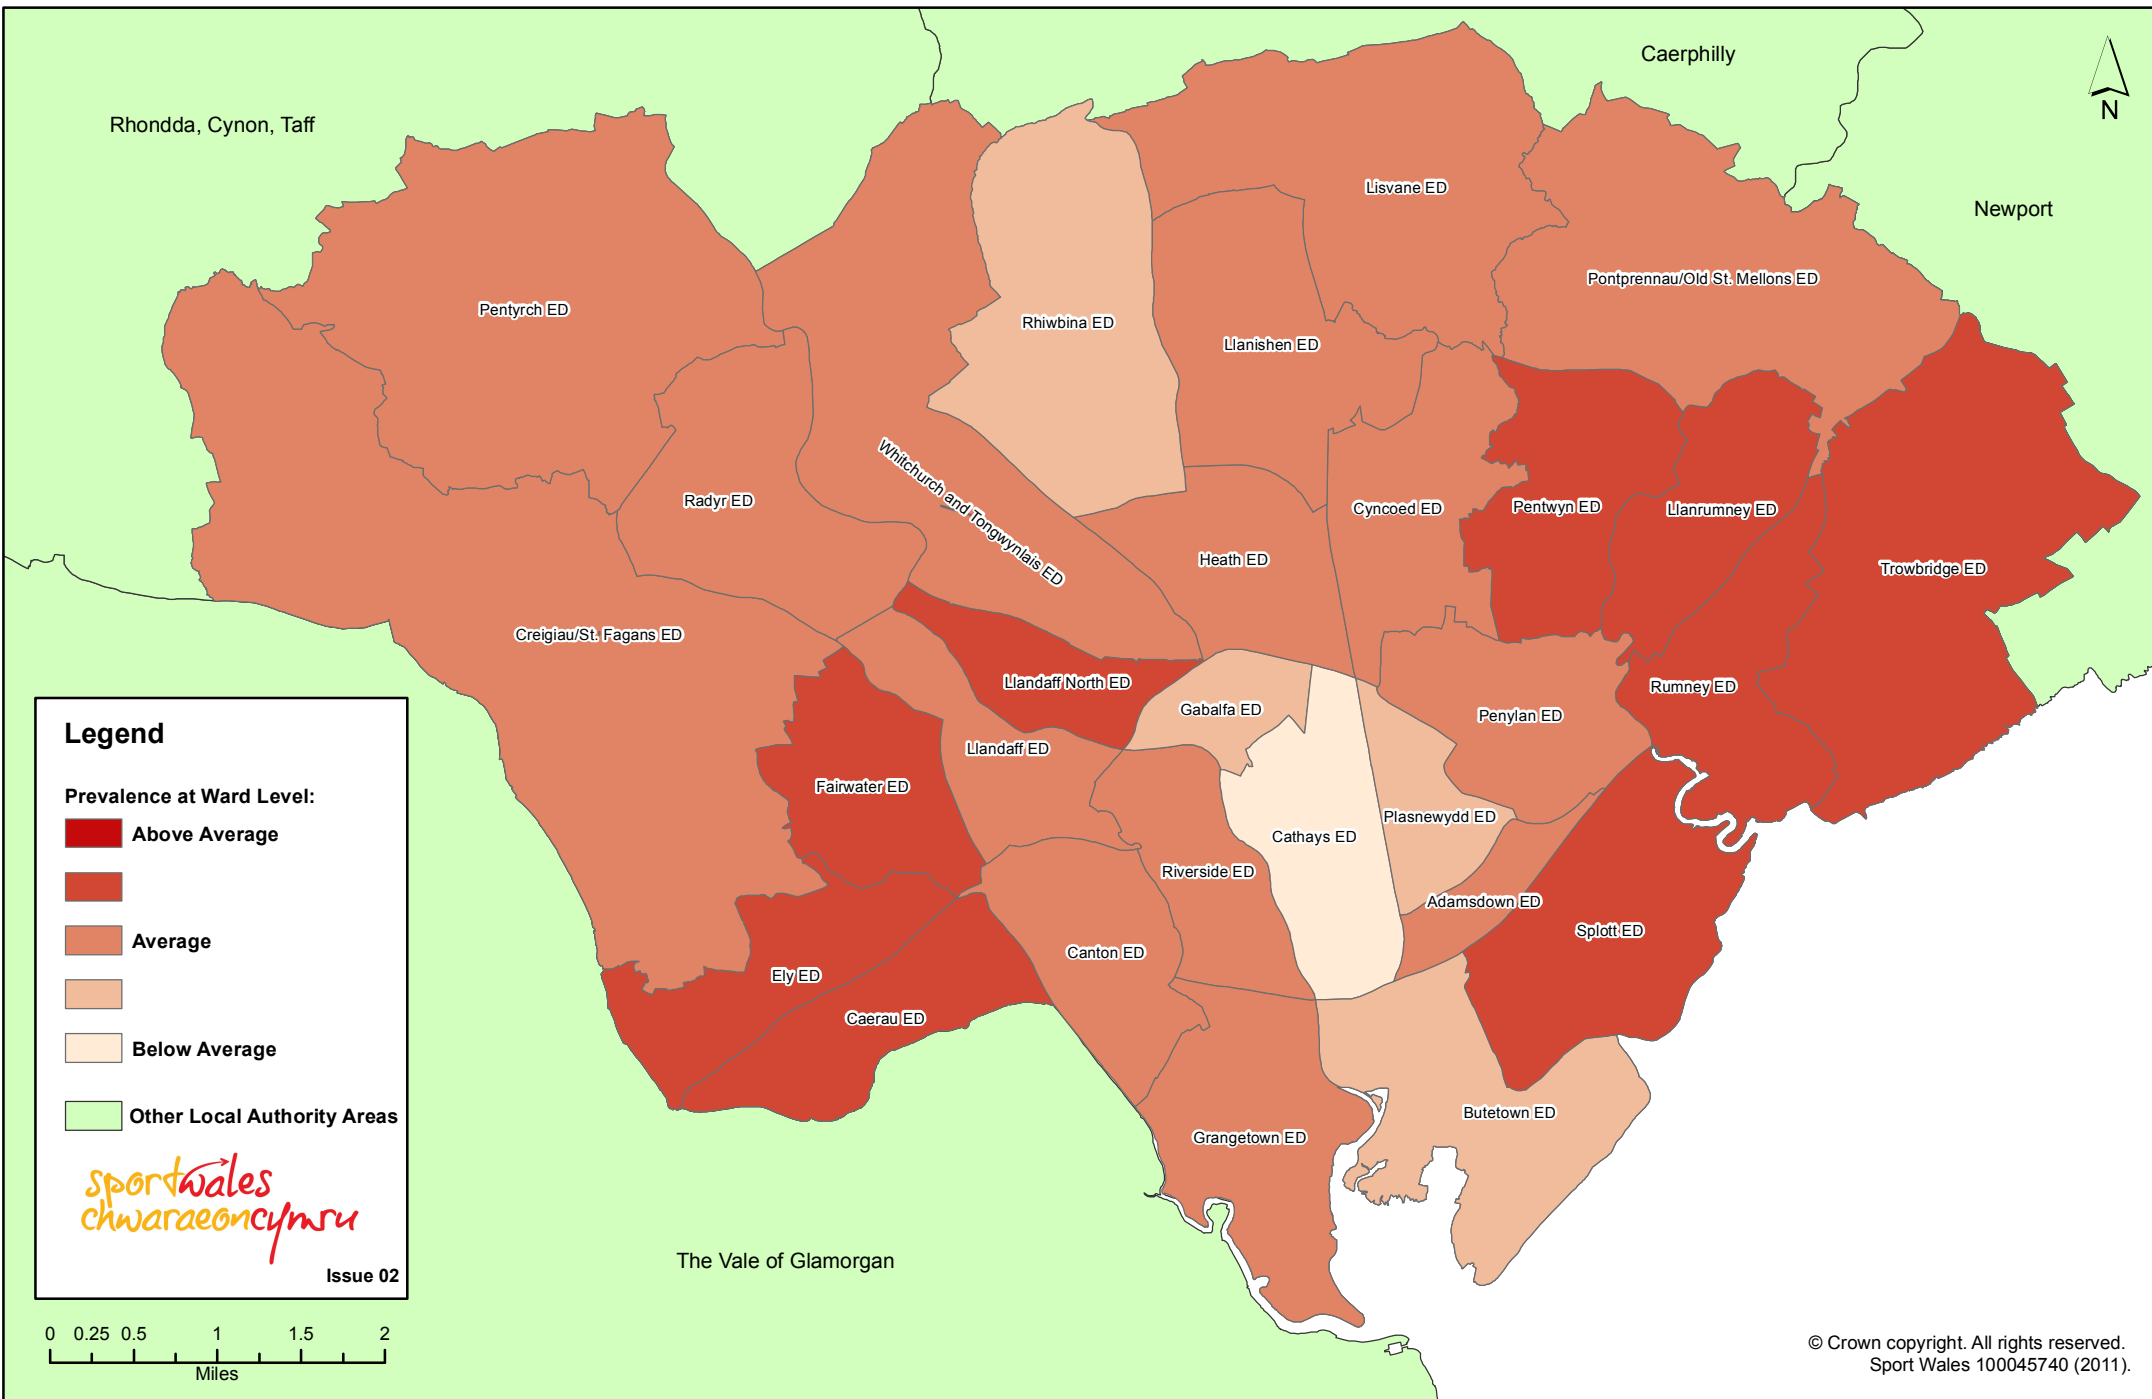 Caerphilly
N
Rhondda, Cynon, Taff
Lisvane ED
Newport
Pontprennau/Old St. Mellons ED
Pentyrch ED
Rhiwbina ED
Llanishen ED
Radyr ED
Whitchurch and Tongwynlais ED
Cyncoed ED
Pentwyn ED
Llanrumney ED
Heath ED
Trowbridge ED
Creigiau/St. Fagans ED
Llandaff North ED
Rumney ED
Gabalfa ED
Penylan ED
Llandaff ED
Fairwater ED
Plasnewydd ED
Cathays ED
Riverside ED
Adamsdown ED
Splott ED
Canton ED
Ely ED
Caerau ED
Butetown ED
Grangetown ED
The Vale of Glamorgan
Legend
Prevalence at Ward Level:
Above Average
Average
Below Average
Other Local Authority Areas
sportwales
chwaraeoncymru
Issue 02
0 0.25 0.5 1 1.5 2
Miles
© Crown copyright. All rights reserved.
Sport Wales 100045740 (2011).